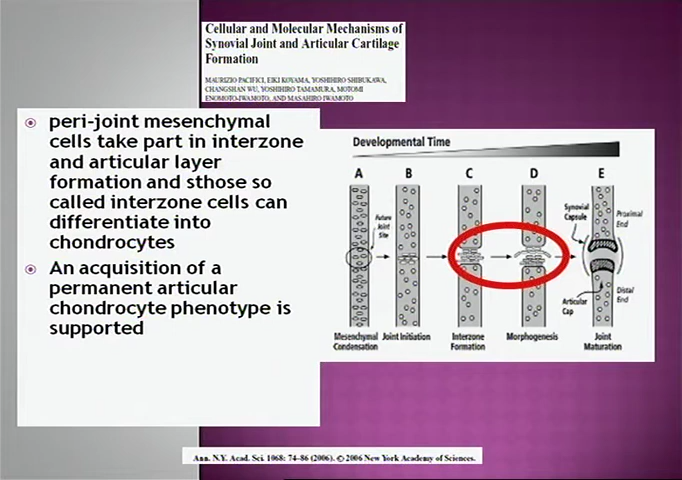 Cellular and Molecular Mechanisms of
Synovial Joint and Articular Cartilage
Formation
MAURIZIO PACIFICI, EIKI KOYAMA, YOSHIHIRO SHIBUKAWA,
CHANGSHAN WU, YOSHIHIRO TAMAMURA, MOTOMI
ENOMOTO-IWAMOTO, AND MASAHIRO IWAMOTO
peri-joint mesenchymal
cells take part in interzone
and articular layer
formation and sthose so
called interzone cells can
differentiate into
chondrocytes
An acquisition of a
permanent articular
chondrocyte phenotype is
supported
Developmental Time
A B C D E
Future
Joint
Site
Synovial
Capsule
Proximal
End
Articular
Cap
Distal
End
Mesenchymal
Condensation
Joint Initiation
Interzone
Formation
Morphogenesis
Joint
Maturation
Ann. N.Y. Acad. Sci. 1068: 74–86 (2006). © 2006 New York Academy of Sciences.